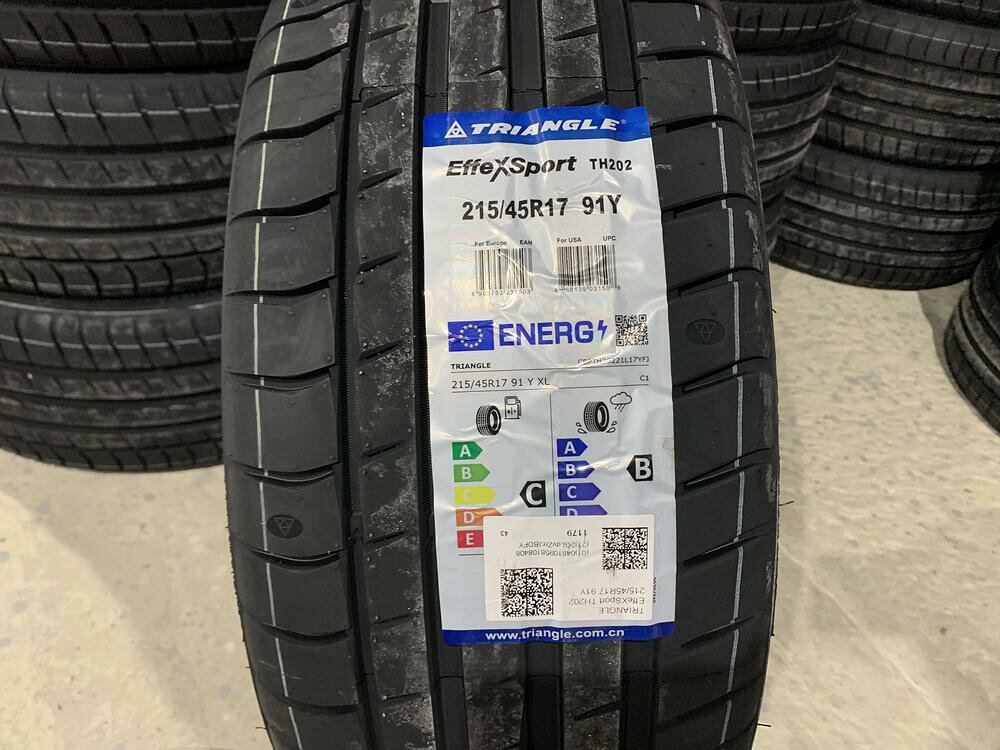 TRIANGLE
EffeXSport TH202
215/45R17 91Y
For Europe EAN For USA UPC
ENERG
TRIANGLE
215/45R17 91 Y XL C1
A A
B B B
C C C
D D
E
43 1179
TRIANGLE
EffeXSport TH202
215/45R17 91Y
www.triangle.com.cn